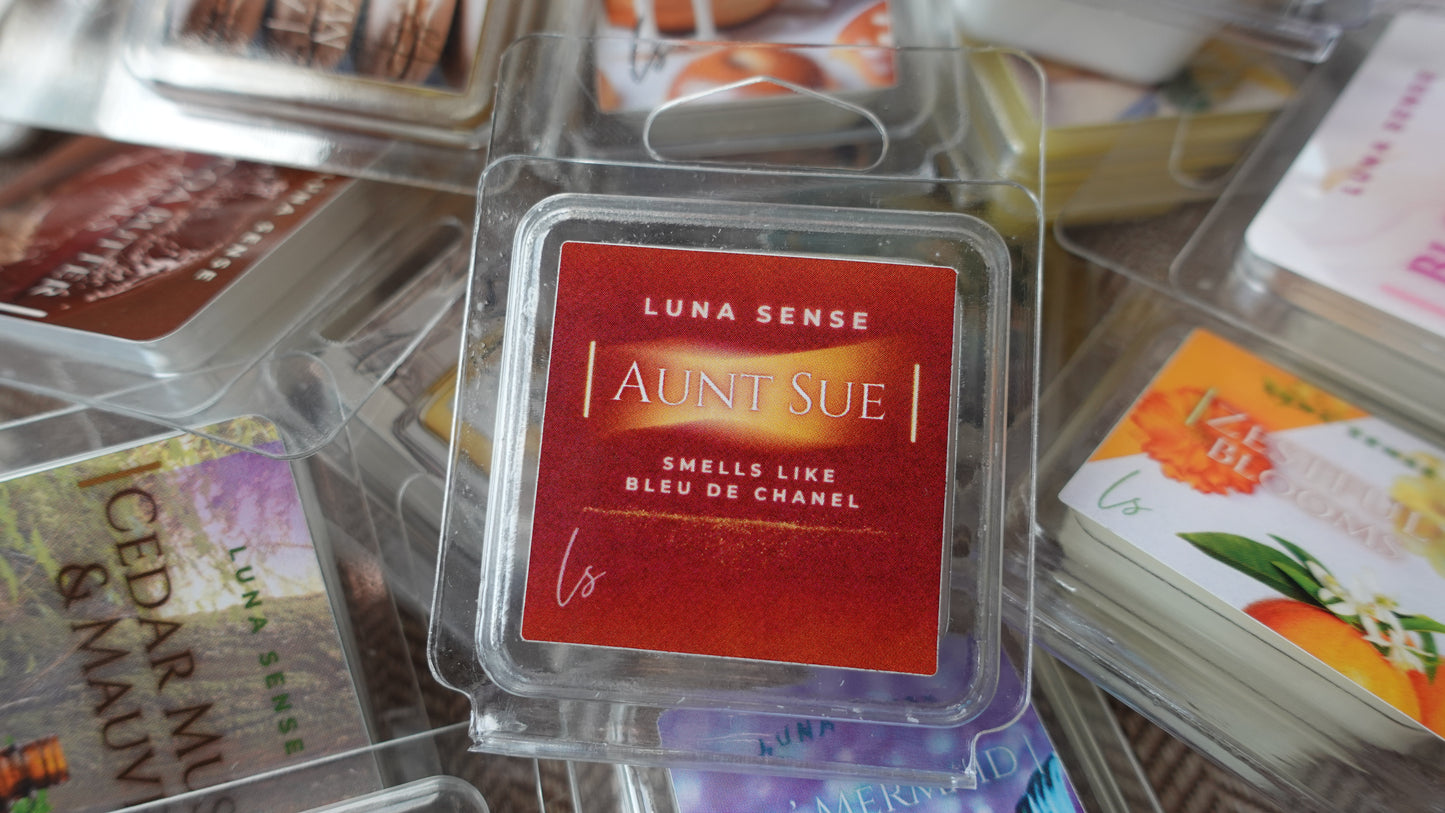 LUNA SENSE
AUNT SUE
SMELLS LIKE
BLEU DE CHANEL
ls
LUNA SENSE
LUNA SENSE
CEDAR
& MAUV
LUNA SENSE
ZESTFUL
BLOOMS
ls
LUNA SENSE
LUNA
MERMAID